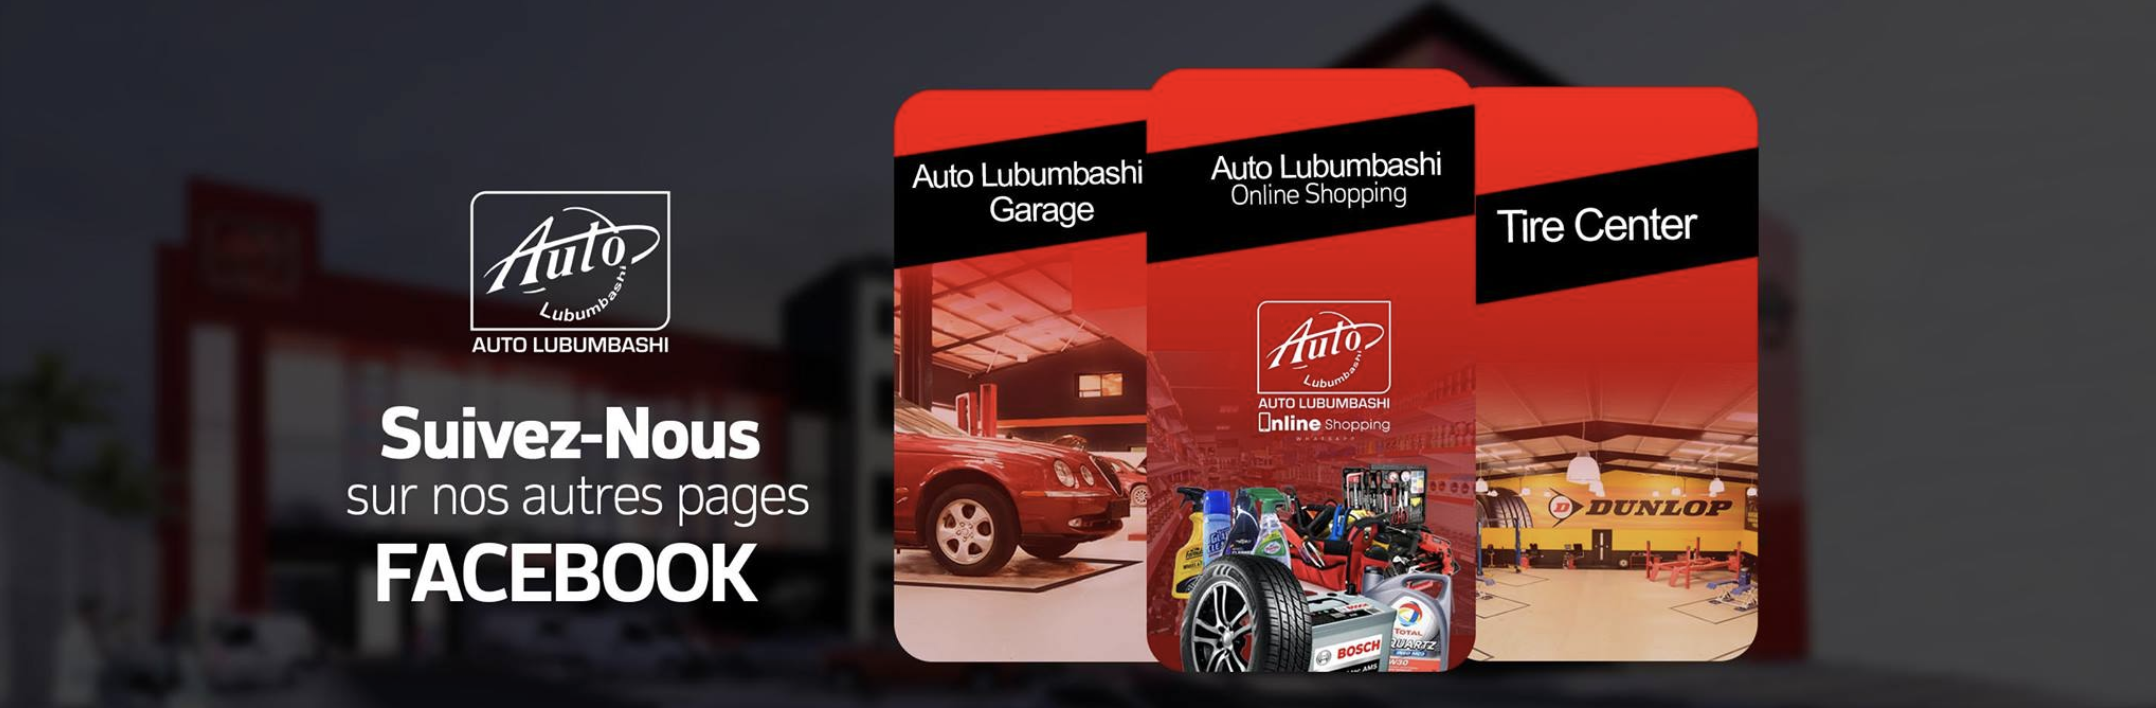 Auto
Lubumbashi
AUTO LUBUMBASHI
Suivez-Nous
sur nos autres pages
FACEBOOK
Auto Lubumbashi
Garage
Auto Lubumbashi
Online Shopping
Auto
Lubumbashi
AUTO LUBUMBASHI
Online Shopping
BOSCH
TOTAL
QUARTZ
Tire Center
D DUNLOP